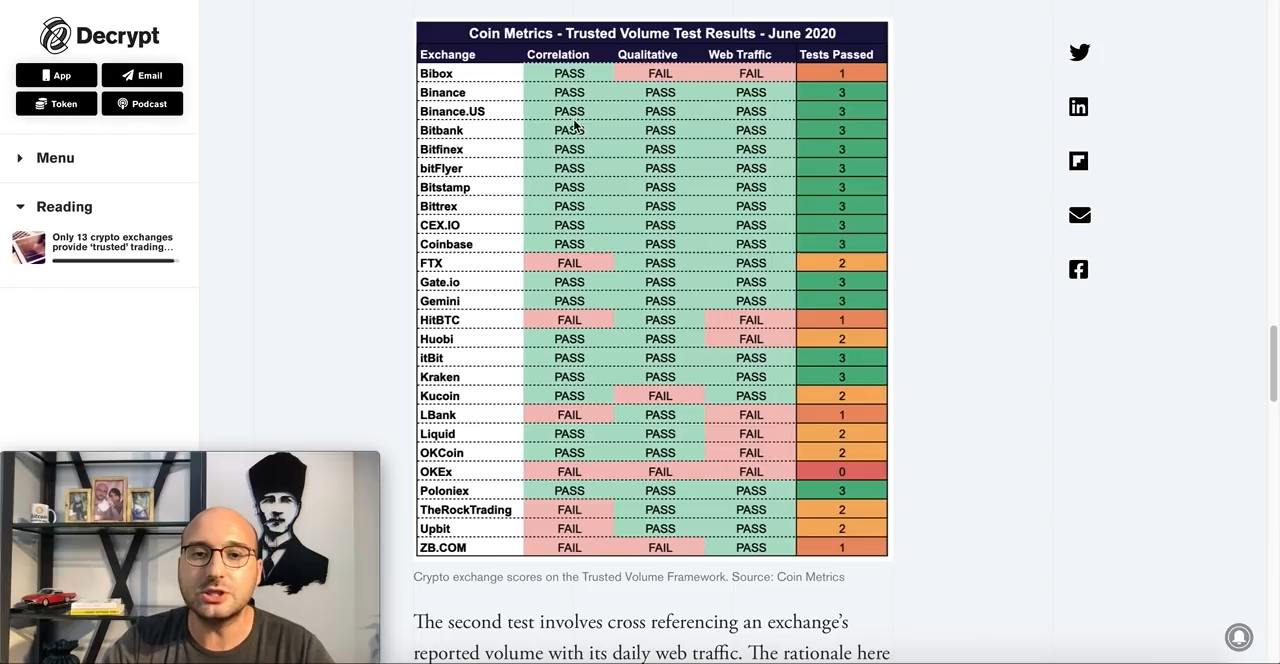 Decrypt
App
Email
Token
Podcast
Menu
Reading
Only 13 crypto exchanges
provide 'trusted' trading...
Coin Metrics - Trusted Volume Test Results - June 2020
Exchange Correlation Qualitative Web Traffic Tests Passed
Bibox PASS FAIL FAIL 1
Binance PASS PASS PASS 3
Binance.US PASS PASS PASS 3
Bitbank PASS PASS PASS 3
Bitfinex PASS PASS PASS 3
bitFlyer PASS PASS PASS 3
Bitstamp PASS PASS PASS 3
Bittrex PASS PASS PASS 3
CEX.IO PASS PASS PASS 3
Coinbase PASS PASS PASS 3
FTX FAIL PASS PASS 2
Gate.io PASS PASS PASS 3
Gemini PASS PASS PASS 3
HitBTC FAIL PASS FAIL 1
Huobi PASS PASS FAIL 2
itBit PASS PASS PASS 3
Kraken PASS PASS PASS 3
Kucoin PASS FAIL PASS 2
LBank FAIL PASS FAIL 1
Liquid PASS PASS FAIL 2
OKCoin PASS PASS FAIL 2
OKEx FAIL FAIL FAIL 0
Poloniex PASS PASS PASS 3
TheRockTrading FAIL PASS PASS 2
Upbit FAIL PASS PASS 2
ZB.COM FAIL FAIL PASS 1
Crypto exchange scores on the Trusted Volume Framework. Source: Coin Metrics
The second test involves cross referencing an exchange's
reported volume with its daily web traffic. The rationale here